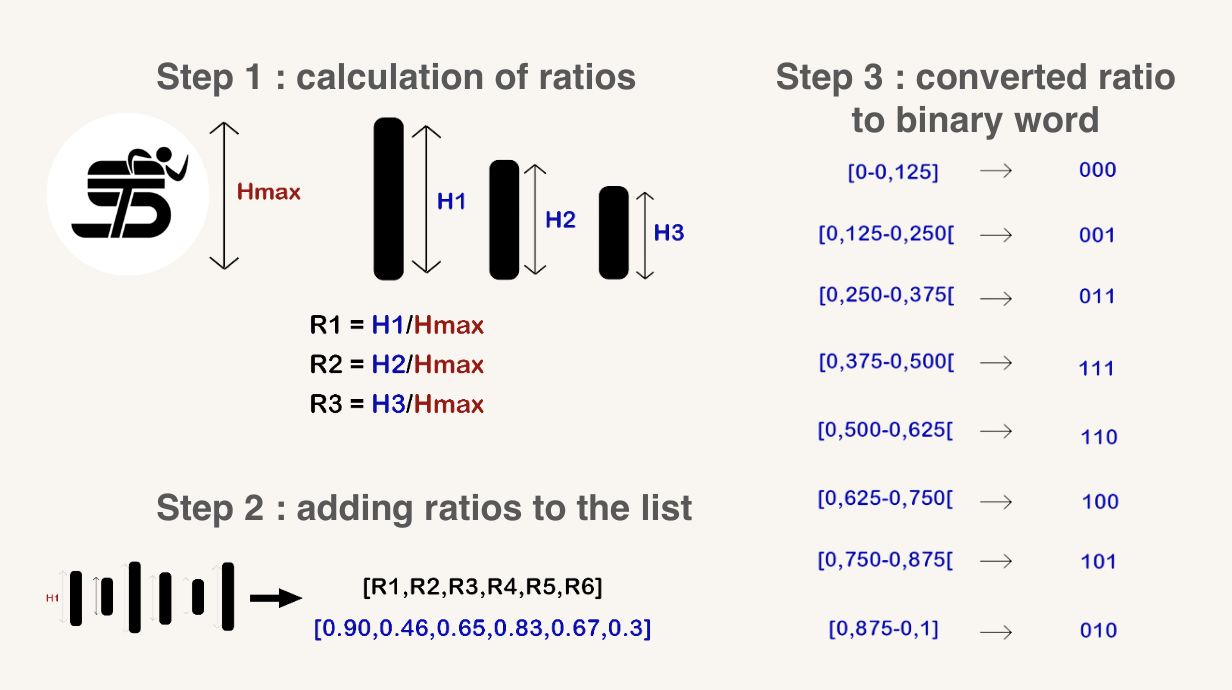 Step 1 : calculation of ratios
Hmax
H1
H2
H3
R1 = H1/Hmax
R2 = H2/Hmax
R3 = H3/Hmax
Step 2 : adding ratios to the list
H1
[R1,R2,R3,R4,R5,R6]
[0.90,0.46,0.65,0.83,0.67,0.3]
Step 3 : converted ratio
to binary word
[0-0,125] 000
[0,125-0,250[ 001
[0,250-0,375[ 011
[0,375-0,500[ 111
[0,500-0,625[ 110
[0,625-0,750[ 100
[0,750-0,875[ 101
[0,875-0,1] 010